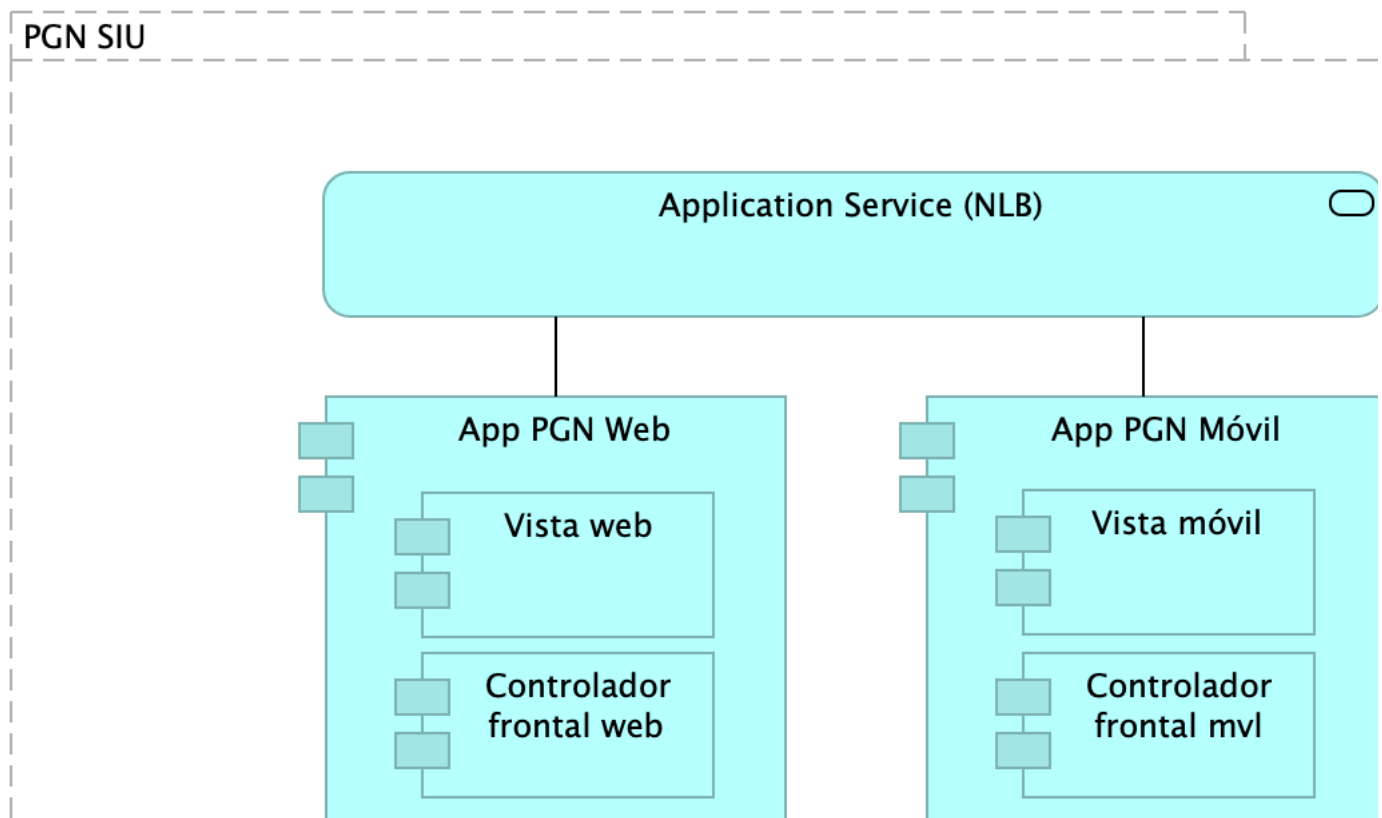 PGN SIU
Application Service (NLB)
App PGN Web
Vista web
Controlador
frontal web
App PGN Móvil
Vista móvil
Controlador
frontal mvl